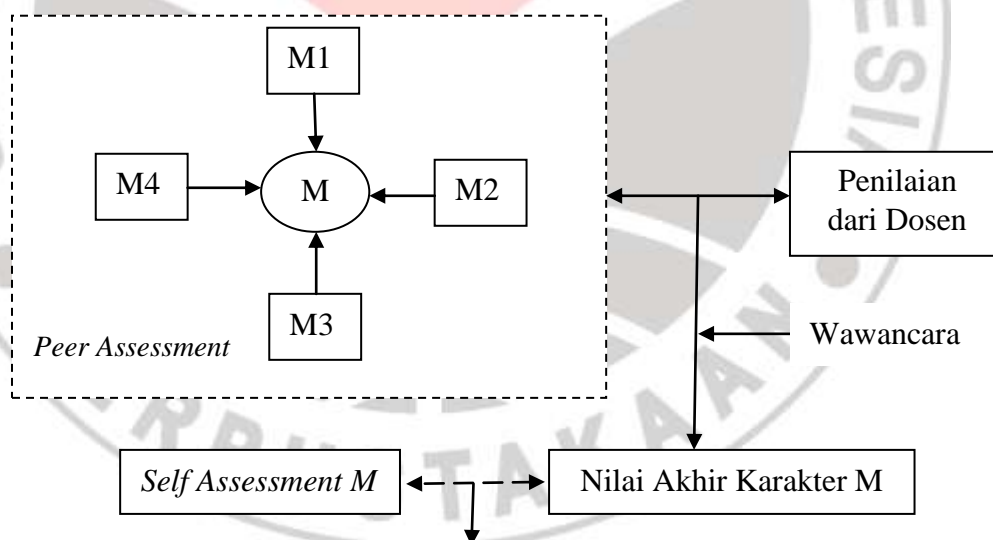 M1
M4
M
M2
M3
Peer Assessment
Penilaian
dari Dosen
Wawancara
Self Assessment M
Nilai Akhir Karakter M